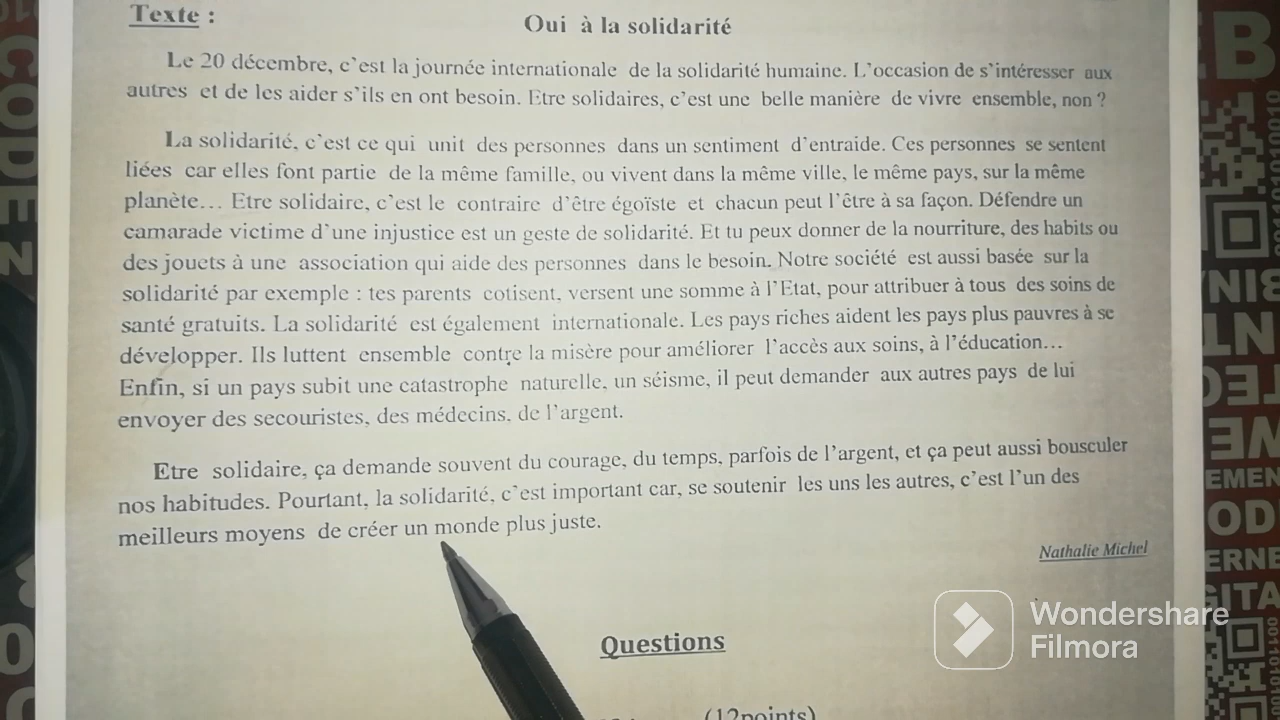 Texte :
Oui à la solidarité
Le 20 décembre, c'est la journée internationale de la solidarité humaine. L'occasion de s'intéresser aux
autres et de les aider s'ils en ont besoin. Etre solidaires, c'est une belle manière de vivre ensemble, non ?
La solidarité, c'est ce qui unit des personnes dans un sentiment d'entraide. Ces personnes se sentent
liées car elles font partie de la même famille, ou vivent dans la même ville, le même pays, sur la même
planète… Etre solidaire, c'est le contraire d'être égoïste et chacun peut l'être à sa façon. Défendre un
camarade victime d'une injustice est un geste de solidarité. Et tu peux donner de la nourriture, des habits ou
des jouets à une association qui aide des personnes dans le besoin. Notre société est aussi basée sur la
solidarité par exemple : tes parents cotisent, versent une somme à l'Etat, pour attribuer à tous des soins de
santé gratuits. La solidarité est également internationale. Les pays riches aident les pays plus pauvres à se
développer. Ils luttent ensemble contre la misère pour améliorer l'accès aux soins, à l'éducation…
Enfin, si un pays subit une catastrophe naturelle, un séisme, il peut demander aux autres pays de lui
envoyer des secouristes, des médecins, de l'argent.
Etre solidaire, ça demande souvent du courage, du temps, parfois de l'argent, et ça peut aussi bousculer
nos habitudes. Pourtant, la solidarité, c'est important car, se soutenir les uns les autres, c'est l'un des
meilleurs moyens de créer un monde plus juste.
Nathalie Michel
Wondershare
Filmora
Questions
(12points)